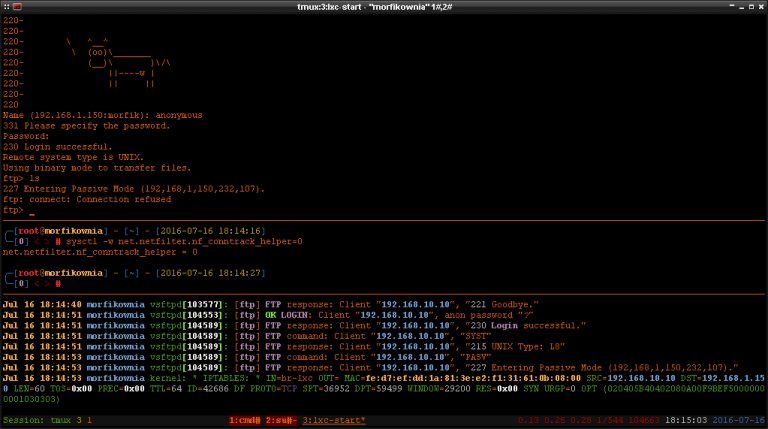 tmux:3:lxc-start - "morfikownia" 1#,2#
220-
220-         \   ^__^
220-          \  (oo)\_______
220-             (__)\       )\/\
220-                 ||----w |
220-                 ||     ||
220-
220-
220
Name (192.168.1.150:morfik): anonymous
331 Please specify the password.
Password:
230 Login successful.
Remote system type is UNIX.
Using binary mode to transfer files.
ftp> ls
227 Entering Passive Mode (192,168,1,150,232,107).
ftp: connect: Connection refused
ftp> _
[root@morfikownia] - [~] - [2016-07-16 18:14:16]
[0] < > # sysctl -w net.netfilter.nf_conntrack_helper=0
net.netfilter.nf_conntrack_helper = 0
[root@morfikownia] - [~] - [2016-07-16 18:14:27]
[0] < > #
Jul 16 18:14:40 morfikownia vsftpd[103577]: [ftp] FTP response: Client "192.168.10.10", "221 Goodbye."
Jul 16 18:14:51 morfikownia vsftpd[104553]: [ftp] OK LOGIN: Client "192.168.10.10", anon password "?"
Jul 16 18:14:51 morfikownia vsftpd[104589]: [ftp] FTP response: Client "192.168.10.10", "230 Login successful."
Jul 16 18:14:51 morfikownia vsftpd[104589]: [ftp] FTP command: Client "192.168.10.10", "SYST"
Jul 16 18:14:51 morfikownia vsftpd[104589]: [ftp] FTP response: Client "192.168.10.10", "215 UNIX Type: L8"
Jul 16 18:14:53 morfikownia vsftpd[104589]: [ftp] FTP command: Client "192.168.10.10", "PASV"
Jul 16 18:14:53 morfikownia vsftpd[104589]: [ftp] FTP response: Client "192.168.10.10", "227 Entering Passive Mode (192,168,1,150,232,107)."
Jul 16 18:14:53 morfikownia kernel: * IPTABLES: * IN=br-lxc OUT= MAC=fe:d7:ef:dd:1a:81:3e:e2:f1:31:61:0b:08:00 SRC=192.168.10.10 DST=192.168.1.15
0 LEN=60 TOS=0x00 PREC=0x00 TTL=64 ID=42686 DF PROTO=TCP SPT=36952 DPT=59499 WINDOW=29200 RES=0x00 SYN URGP=0 OPT (020405B40402080A00F9BEF5000000
0001030303)
Session: tmux 3 1 1:cmd# 2:su#- 3:lxc-start* 0.13 0.26 0.28 1/544 104668 18:15:03 2016-07-16